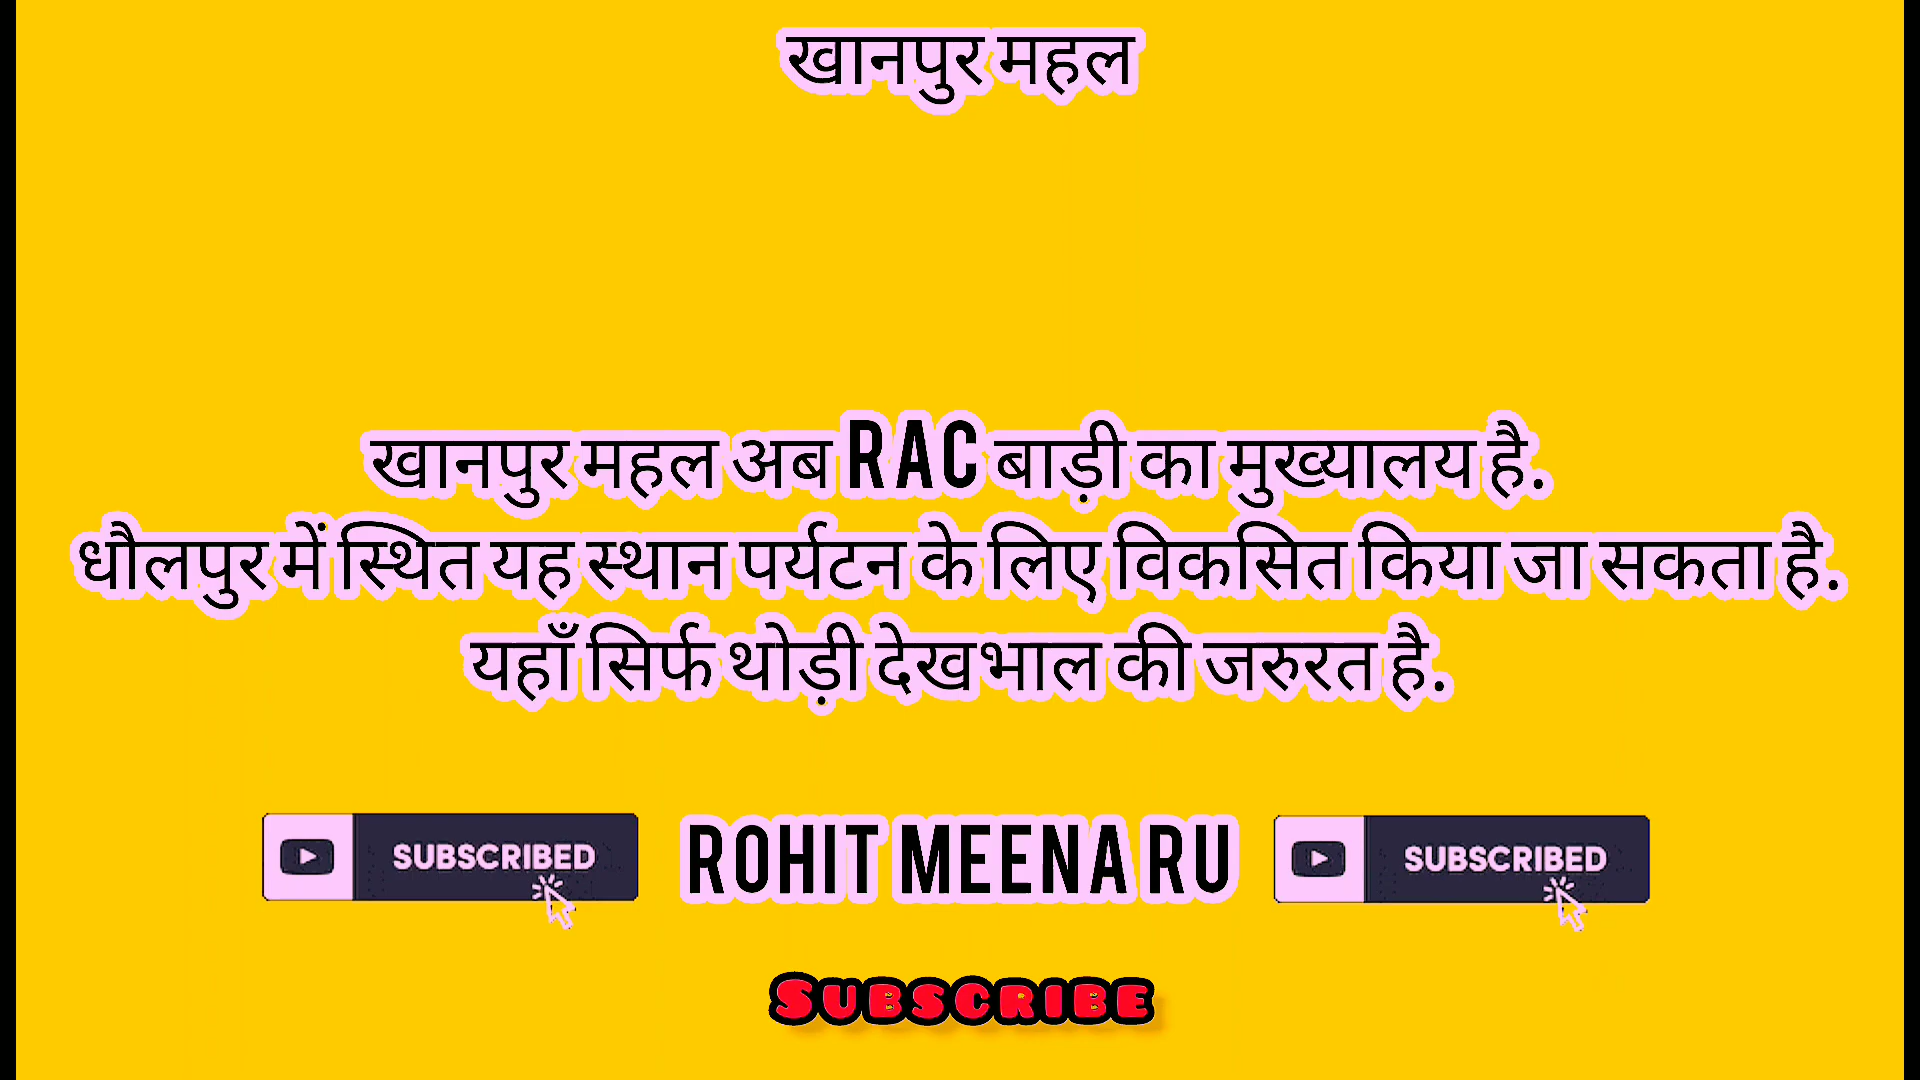 खानपुर महल
खानपुर महल अब RAC बाड़ी का मुख्यालय है.
धौलपुर में स्थित यह स्थान पर्यटन के लिए विकसित किया जा सकता है.
यहाँ सिर्फ थोड़ी देखभाल की जरुरत है.
SUBSCRIBED ROHIT MEENA RU SUBSCRIBED
SUBSCRIBE